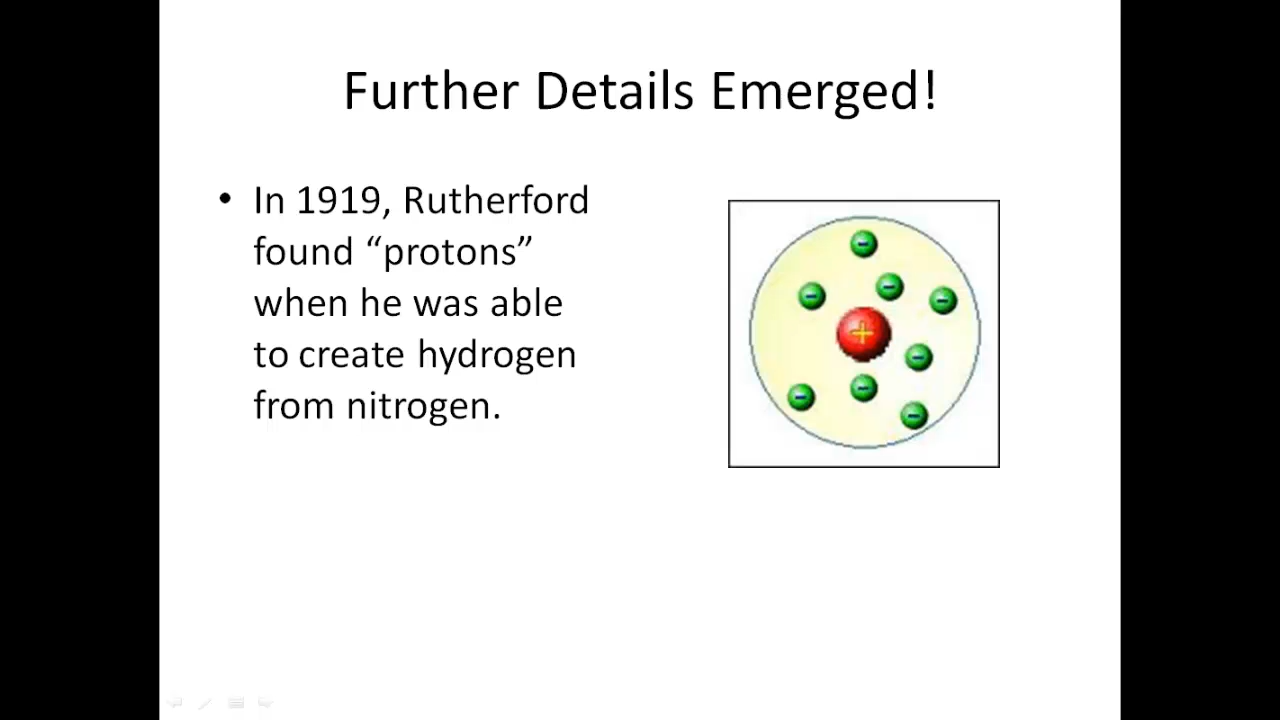 Further Details Emerged!
• In 1919, Rutherford
found “protons”
when he was able
to create hydrogen
from nitrogen.